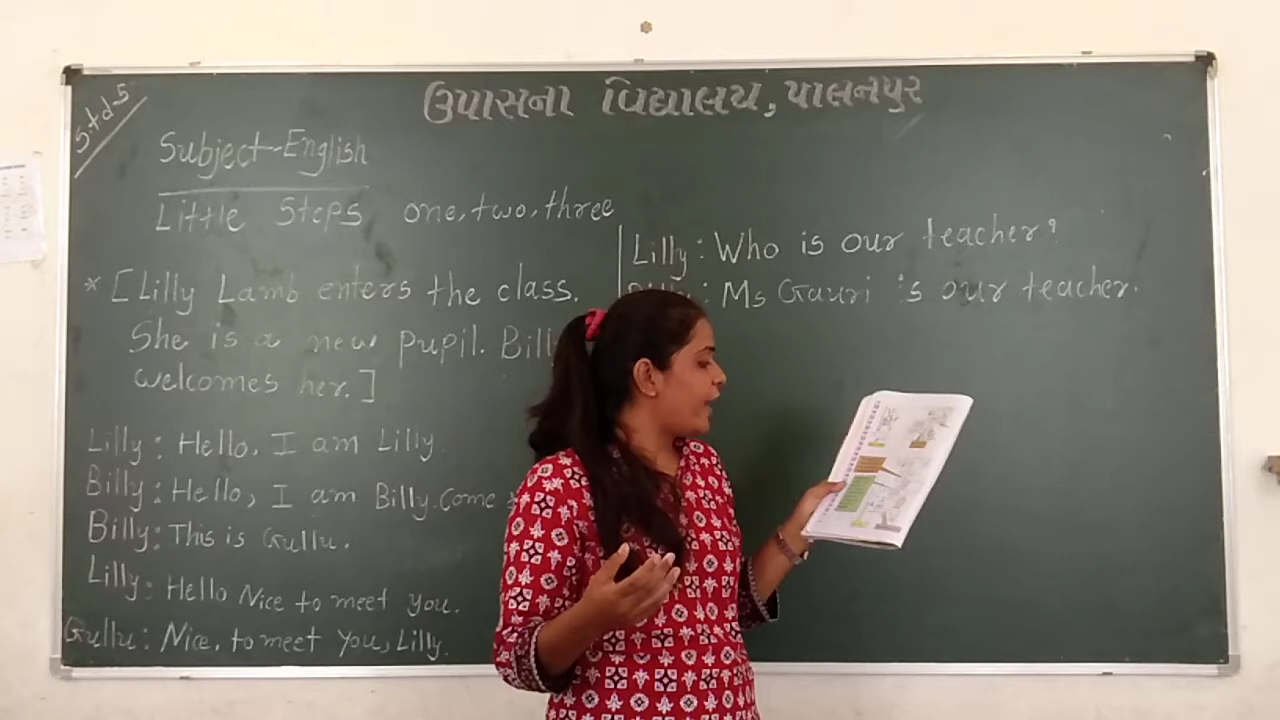 Std 5
ઉપાસના વિદ્યાલય, પાલનપુર
Subject-English
Little Steps one, two, three
* [Lilly Lamb enters the class.
She is a new pupil. Billy
welcomes her.]
Lilly: Hello, I am Lilly.
Billy: Hello, I am Billy. Come
Billy: This is Gullu.
Lilly: Hello Nice to meet you.
Gullu: Nice, to meet you, Lilly.
Lilly: Who is our teacher?
: Ms Gauri is our teacher.